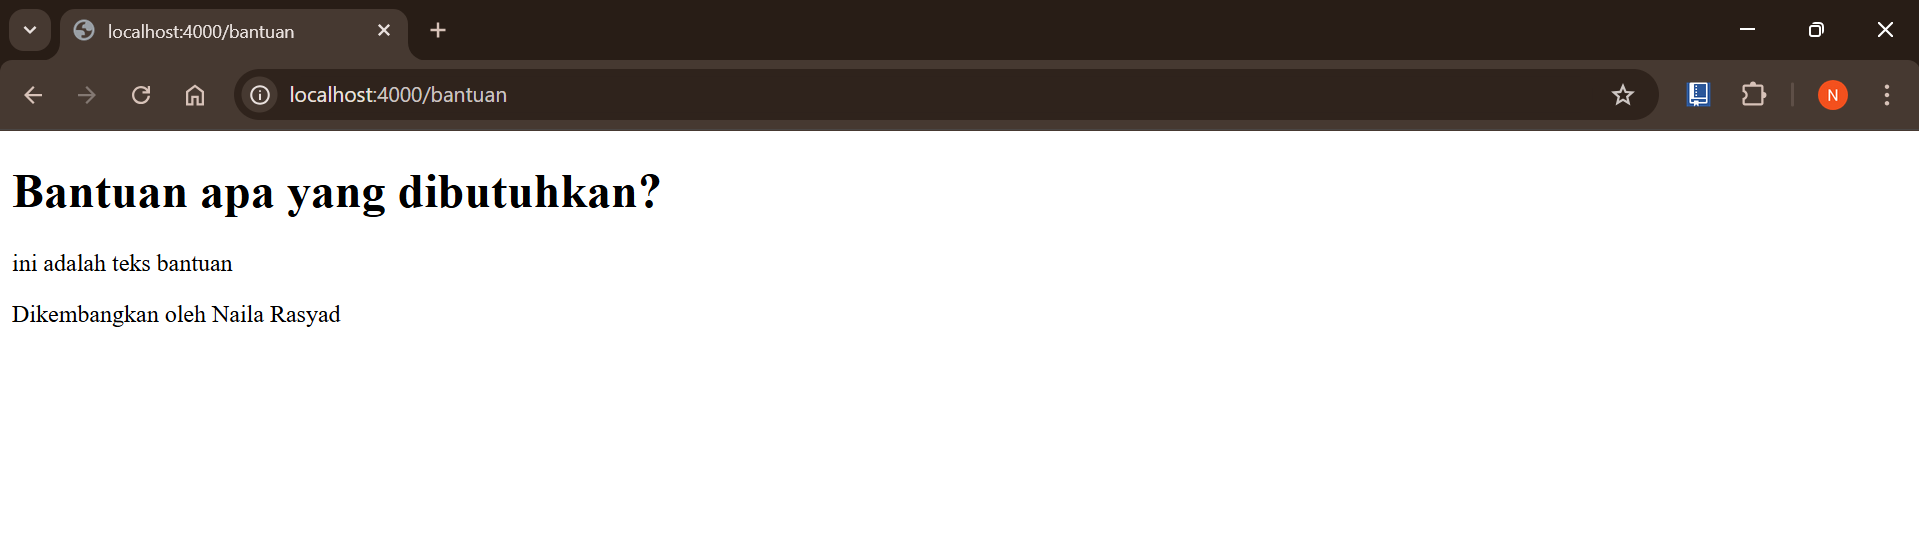 localhost:4000/bantuan
localhost:4000/bantuan
N
Bantuan apa yang dibutuhkan?
ini adalah teks bantuan
Dikembangkan oleh Naila Rasyad